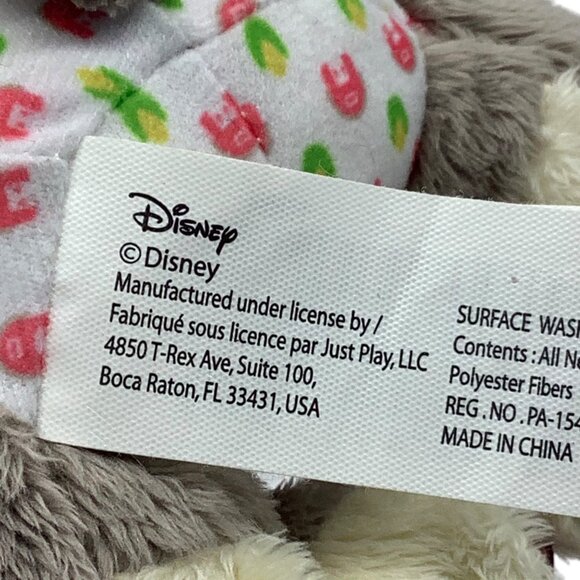 Disney
©Disney
Manufactured under license by /
Fabriqué sous licence par Just Play, LLC
4850 T-Rex Ave, Suite 100,
Boca Raton, FL 33431, USA
SURFACE WASH
Contents : All
Polyester Fibers
REG . NO . PA-154
MADE IN CHINA